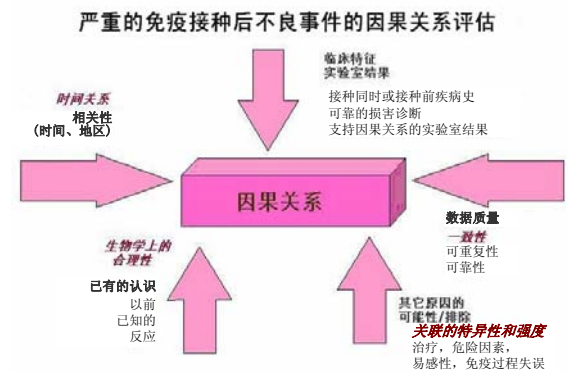 严重的免疫接种后不良事件的因果关系评估
临床特征
实验室结果
接种同时或接种前疾病史
可靠的损害诊断
支持因果关系的实验室结果
时间关系
相关性
(时间、地区)
因果关系
数据质量
一致性
可重复性
可靠性
生物学上的
合理性
已有的认识
以前
已知的
反应
其它原因的
可能性/排除
关联的特异性和强度
治疗，危险因素，
易感性，免疫过程失误